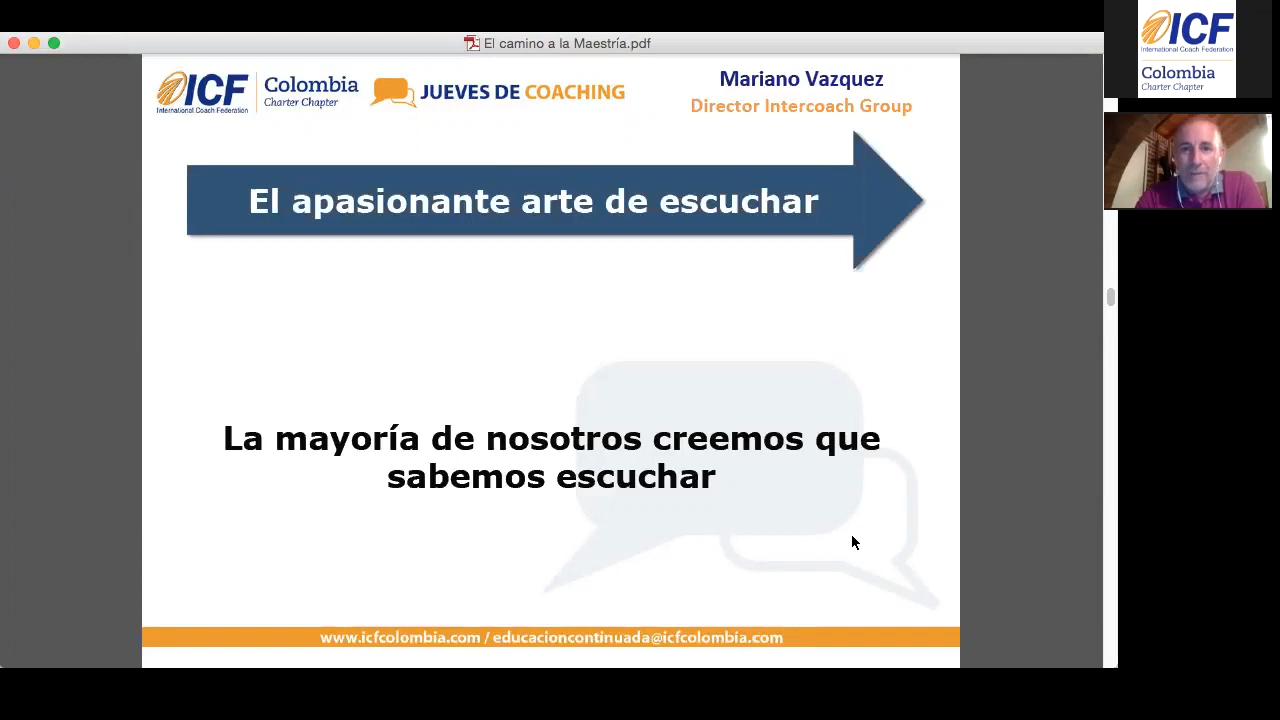 El camino a la Maestría.pdf
ICF
International Coach Federation
Colombia
Charter Chapter
JUEVES DE COACHING
Mariano Vazquez
Director Intercoach Group
El apasionante arte de escuchar
La mayoría de nosotros creemos que
sabemos escuchar
www.icfcolombia.com / educacioncontinuada@icfcolombia.com
ICF
International Coach Federation
Colombia
Charter Chapter